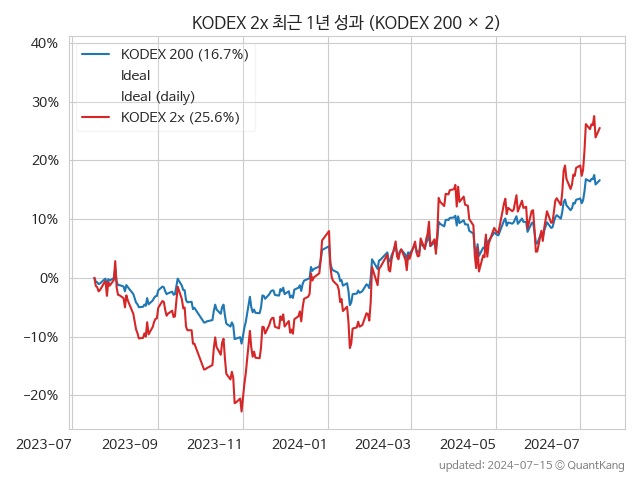 KODEX 2x 최근 1년 성과 (KODEX 200 × 2)
40%
30%
20%
10%
0%
−10%
−20%
KODEX 200 (16.7%)
Ideal
Ideal (daily)
KODEX 2x (25.6%)
2023-07
2023-09
2023-11
2024-01
2024-03
2024-05
2024-07
updated: 2024-07-15 © QuantKang